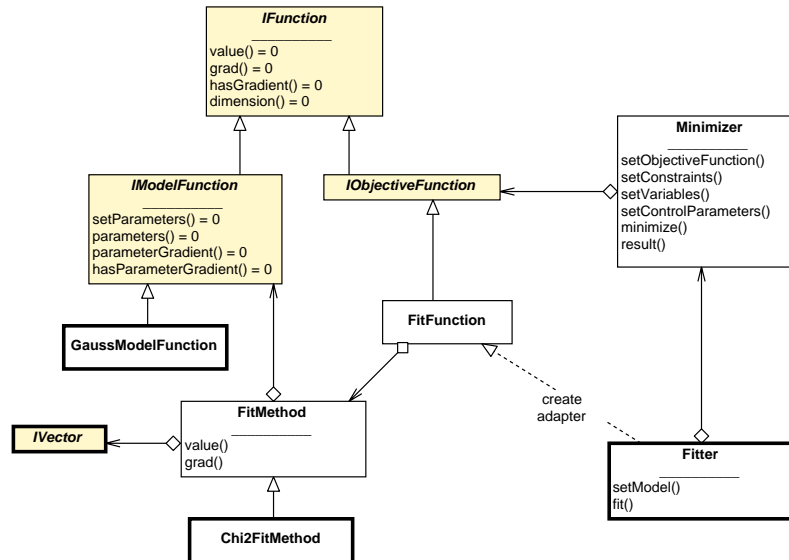 IFunction
value() = 0
grad() = 0
hasGradient() = 0
dimension() = 0
Minimizer
setObjectiveFunction()
setConstraints()
setVariables()
setControlParameters()
minimize()
result()
IModelFunction
setParameters() = 0
parameters() = 0
parameterGradient() = 0
hasParameterGradient() = 0
IObjectiveFunction
FitFunction
GaussModelFunction
create
adapter
FitMethod
value()
grad()
IVector
Fitter
setModel()
fit()
Chi2FitMethod